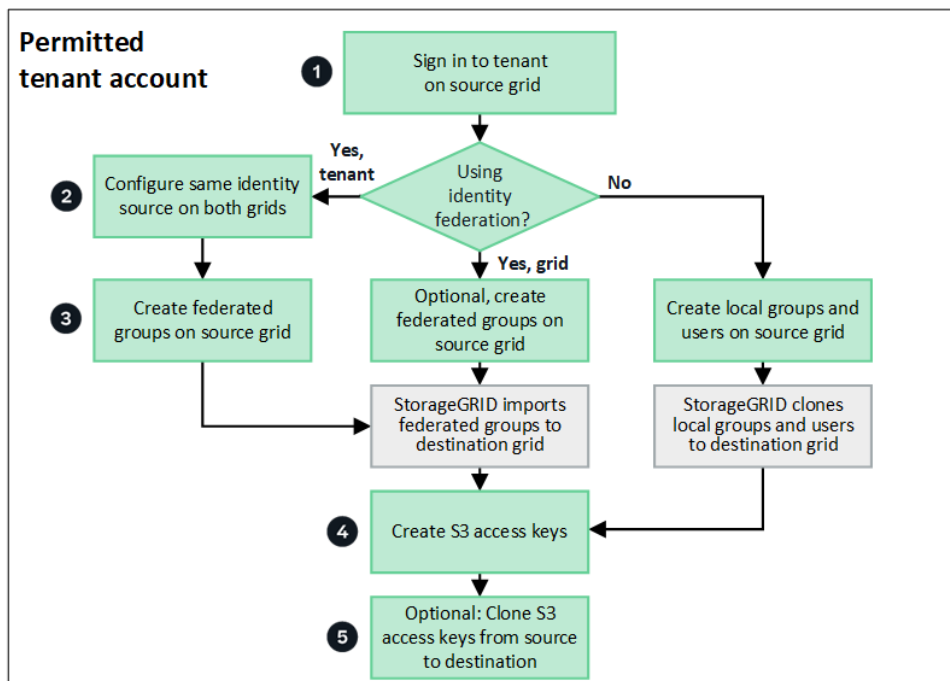 Permitted
tenant account
1
Sign in to tenant
on source grid
Yes,
tenant
Using
identity
federation?
No
2
Configure same identity
source on both grids
Yes, grid
3
Create federated
groups on source grid
Optional, create
federated groups on
source grid
Create local groups and
users on source grid
StorageGRID imports
federated groups to
destination grid
StorageGRID clones
local groups and users
to destination grid
4
Create S3 access keys
5
Optional: Clone S3
access keys from source
to destination